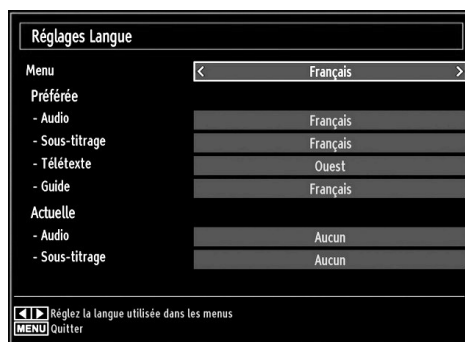 Réglages Langue
Menu < Français >
Préférée
- Audio Français
- Sous-titrage Français
- Télétexte Ouest
- Guide Français
Actuelle
- Audio Aucun
- Sous-titrage Aucun
Réglez la langue utilisée dans les menus
MENU Quitter